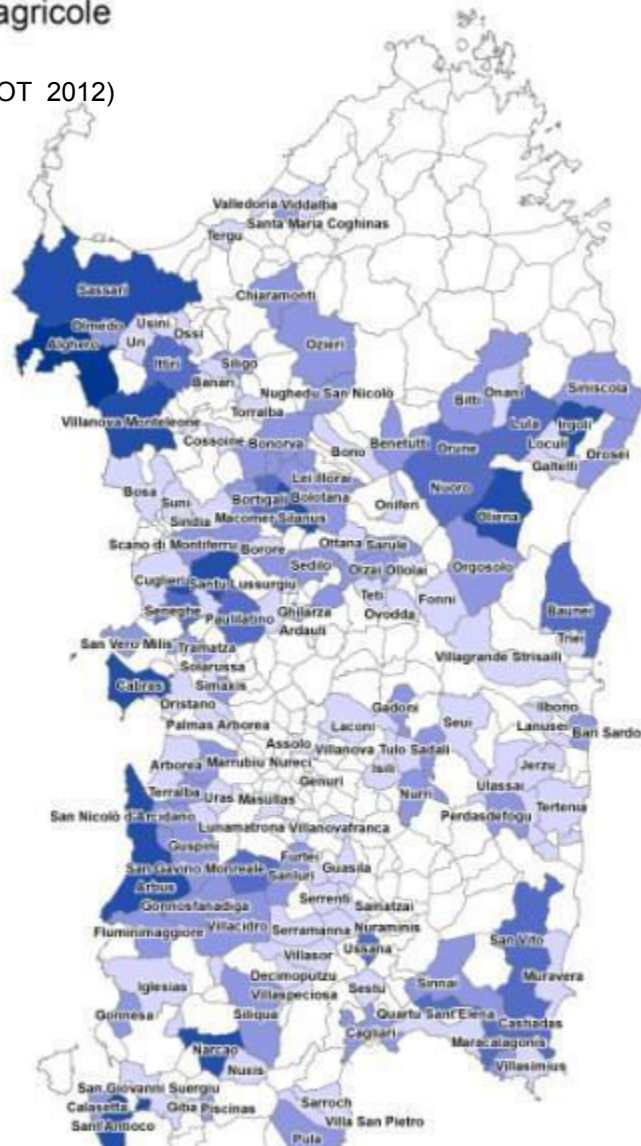 agricole
OT 2012)
Valledoria Viddalba
Santa Maria Coghinas
Tergu
Sassari
Chiaramonti
Olmedo Usini
Ossi
Alghero Uri
Ozieri
Ittiri Siligo
Banari
Nughedu San Nicolò
Bitti Onani
Siniscola
Torralba
Villanova Monteleone
Lula Irgoli
Cossoine Bonorva
Bono
Benetutti Orune
Loculi
Orosei
Galtelli
Lei Illorai
Nuoro
Bosa
Suni
Bortigali Bolotana
Oniferi
Oliena
Sindia Macomer Silanus
Scano di Montiferru Borore
Ottana Sarule
Sedilo
Olzai Ollolai
Orgosolo
Cuglieri Santu Lussurgiu
Teti
Fonni
Seneghe
Paulilatino
Ghilarza
Ovodda
Baunei
Ardauli
San Vero Milis Tramatza
Triei
Solarussa
Villagrande Strisaili
Cabras
Simaxis
Oristano
Gadoni
Ilbono
Palmas Arborea
Laconi
Seui
Lanusei
Bari Sardo
Assolo Villanova Tulo Sadali
Arborea Marrubiu Nureci
Isili
Jerzu
Genuri
Ulassai
Terralba Uras Masullas
Nurri
Tertenia
San Nicolò d'Arcidano
Perdasdefogu
Lunamatrona Villanovafranca
Guspini
Furtei
San Gavino Monreale
Sanluri
Guasila
Arbus
Serrenti
Samatzai
Gonnosfanadiga
Fluminimaggiore Villacidro Serramanna Nuraminis
San Vito
Ussana
Villasor
Decimoputzu
Sinnai
Muravera
Iglesias
Villaspeciosa
Sestu
Gonnesa
Siliqua
Quartu Sant'Elena
Castiadas
Cagliari
Maracalagonis
Narcao
Villasimius
Nuxis
San Giovanni Suergiu
Sarroch
Calasetta
Giba Piscinas
Villa San Pietro
Sant'Antioco
Pula